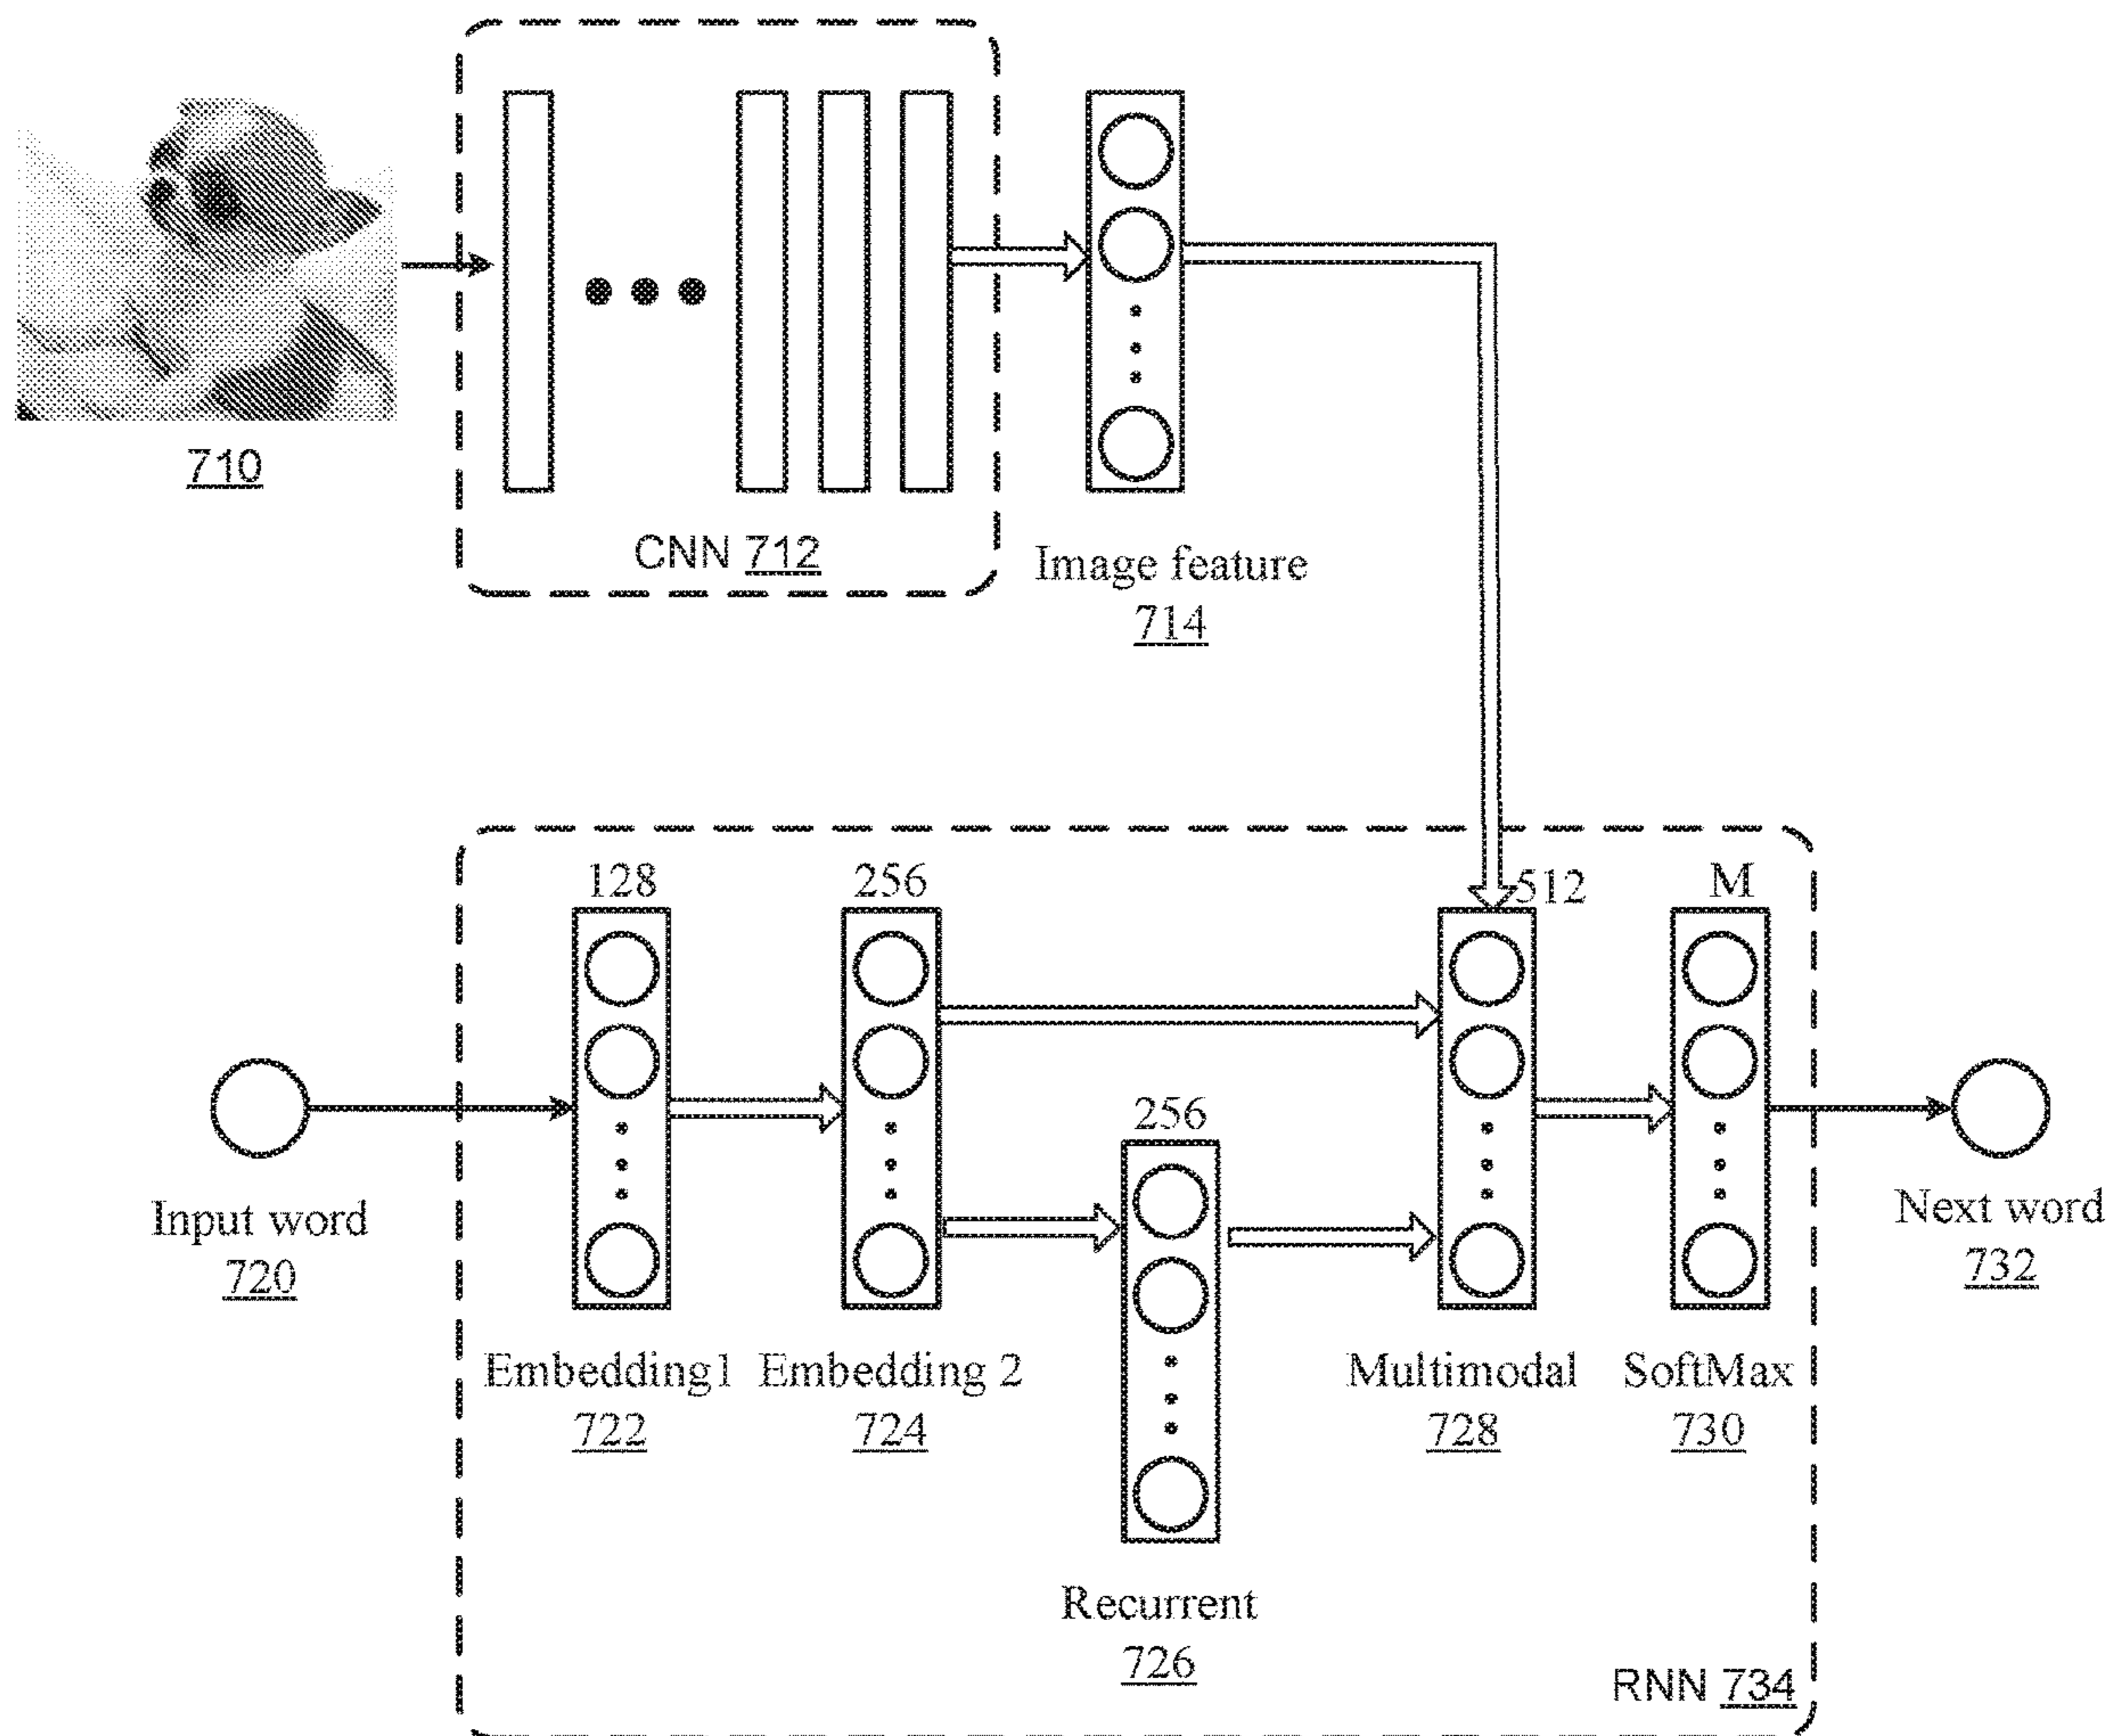 710
CNN 712
Image feature
714
128
256
512
M
256
Input word
720
Next word
732
Embedding1
722
Embedding 2
724
Multimodal
728
SoftMax
730
Recurrent
726
RNN 734